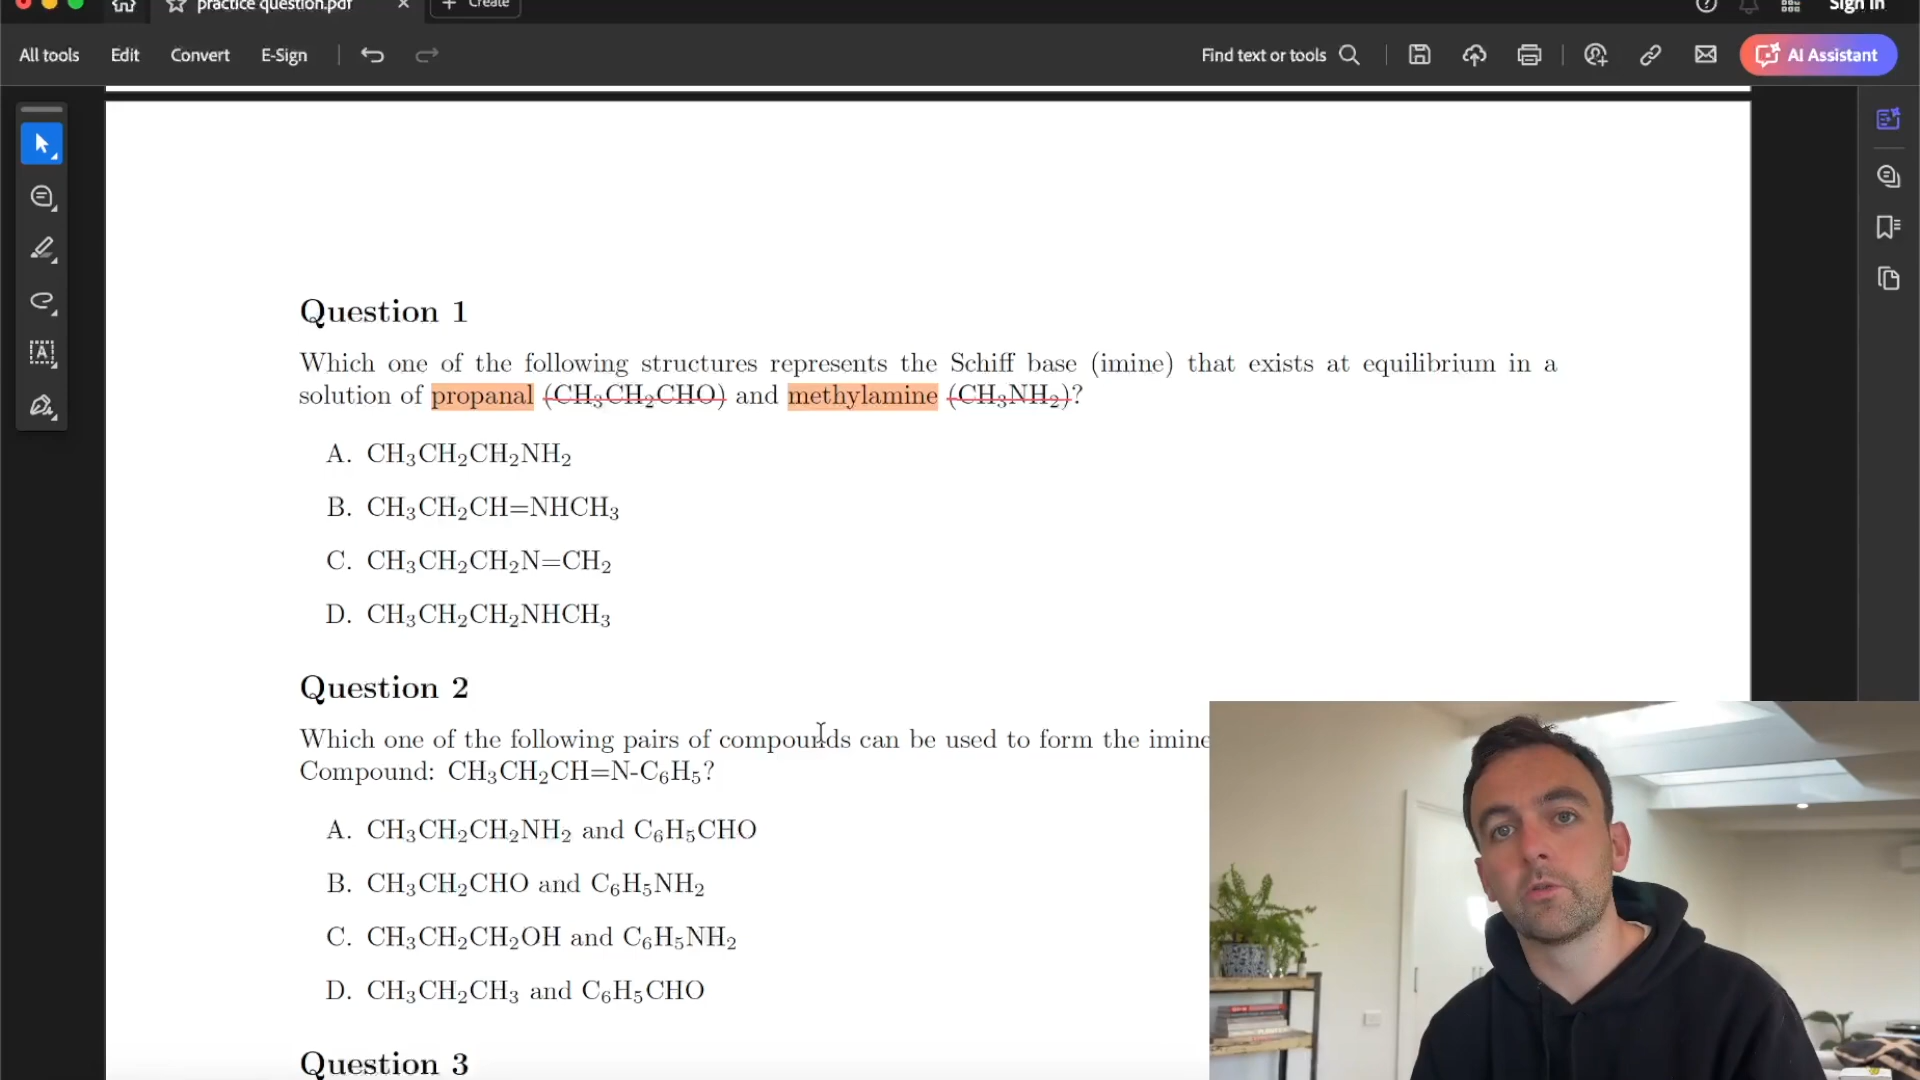 practice question.pdf
Create
Sign in
All tools
Edit
Convert
E-Sign
Find text or tools
AI Assistant
Question 1
Which one of the following structures represents the Schiff base (imine) that exists at equilibrium in a
solution of propanal (CH₃CH₂CHO) and methylamine (CH₃NH₂)?
A. CH₃CH₂CH₂NH₂
B. CH₃CH₂CH=NHCH₃
C. CH₃CH₂CH₂N=CH₂
D. CH₃CH₂CH₂NHCH₃
Question 2
Which one of the following pairs of compounds can be used to form the imine
Compound: CH₃CH₂CH=N-C₆H₅?
A. CH₃CH₂CH₂NH₂ and C₆H₅CHO
B. CH₃CH₂CHO and C₆H₅NH₂
C. CH₃CH₂CH₂OH and C₆H₅NH₂
D. CH₃CH₂CH₃ and C₆H₅CHO
Question 3